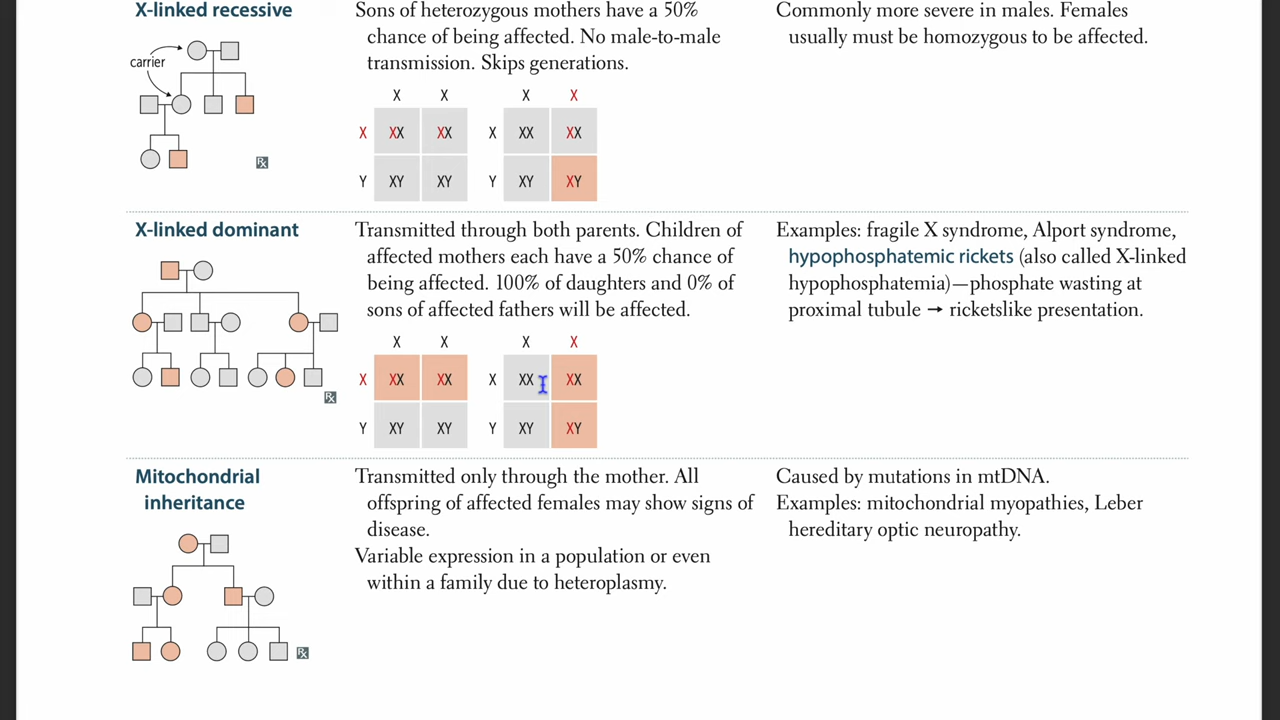 X-linked recessive
carrier
Sons of heterozygous mothers have a 50%
chance of being affected. No male-to-male
transmission. Skips generations.
X X X X
X XX XX X XX XX
Y XY XY Y XY XY
Commonly more severe in males. Females
usually must be homozygous to be affected.
Rx
X-linked dominant
Transmitted through both parents. Children of
affected mothers each have a 50% chance of
being affected. 100% of daughters and 0% of
sons of affected fathers will be affected.
X X X X
X XX XX X XX XX
Y XY XY Y XY XY
Examples: fragile X syndrome, Alport syndrome,
hypophosphatemic rickets (also called X-linked
hypophosphatemia)—phosphate wasting at
proximal tubule → ricketslike presentation.
Rx
Mitochondrial
inheritance
Transmitted only through the mother. All
offspring of affected females may show signs of
disease.
Variable expression in a population or even
within a family due to heteroplasmy.
Caused by mutations in mtDNA.
Examples: mitochondrial myopathies, Leber
hereditary optic neuropathy.
Rx